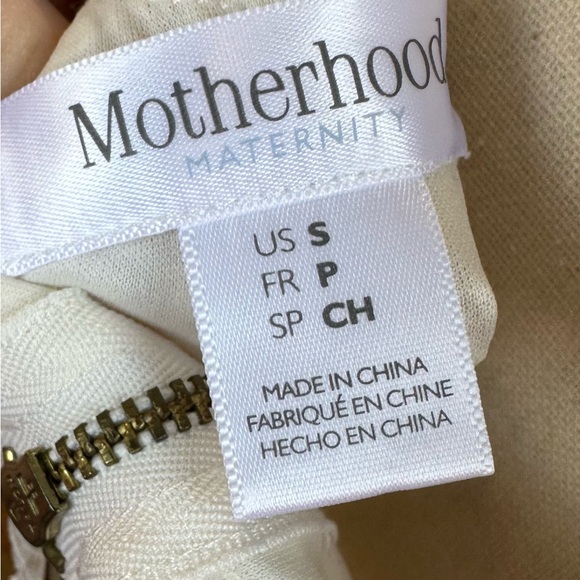 Motherhood
MATERNITY
US S
FR P
SP CH
MADE IN CHINA
FABRIQUÉ EN CHINE
HECHO EN CHINA